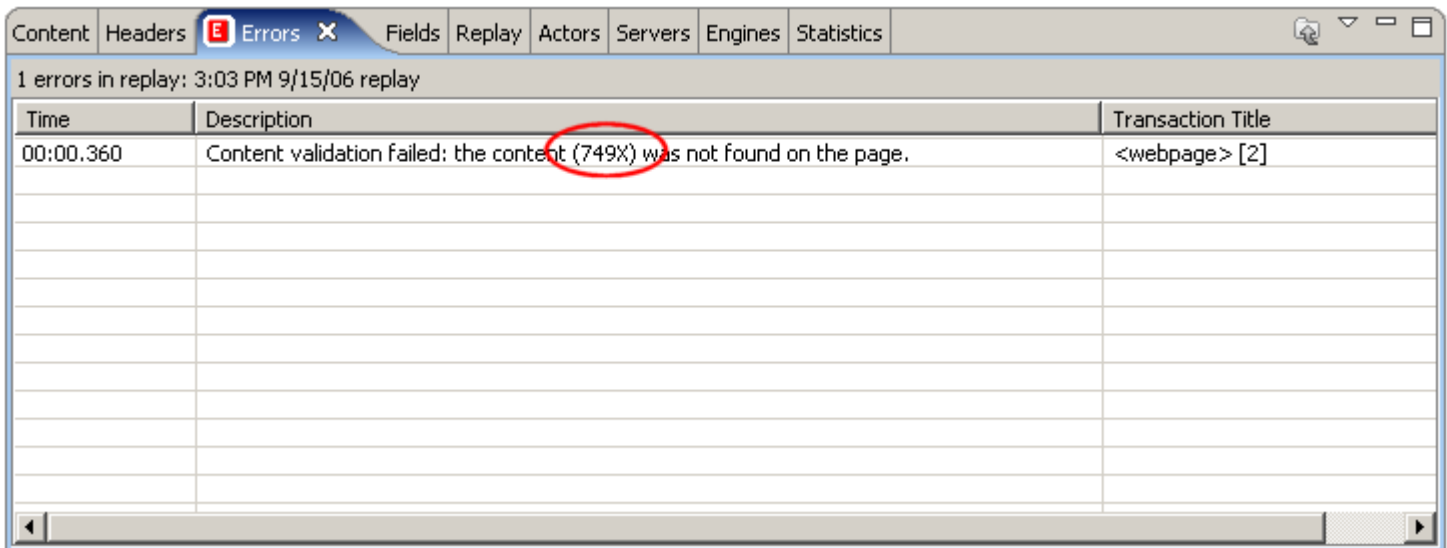 Content Headers E Errors Fields Replay Actors Servers Engines Statistics
1 errors in replay: 3:03 PM 9/15/06 replay
Time Description Transaction Title
00:00.360 Content validation failed: the content (749X) was not found on the page. <webpage> [2]